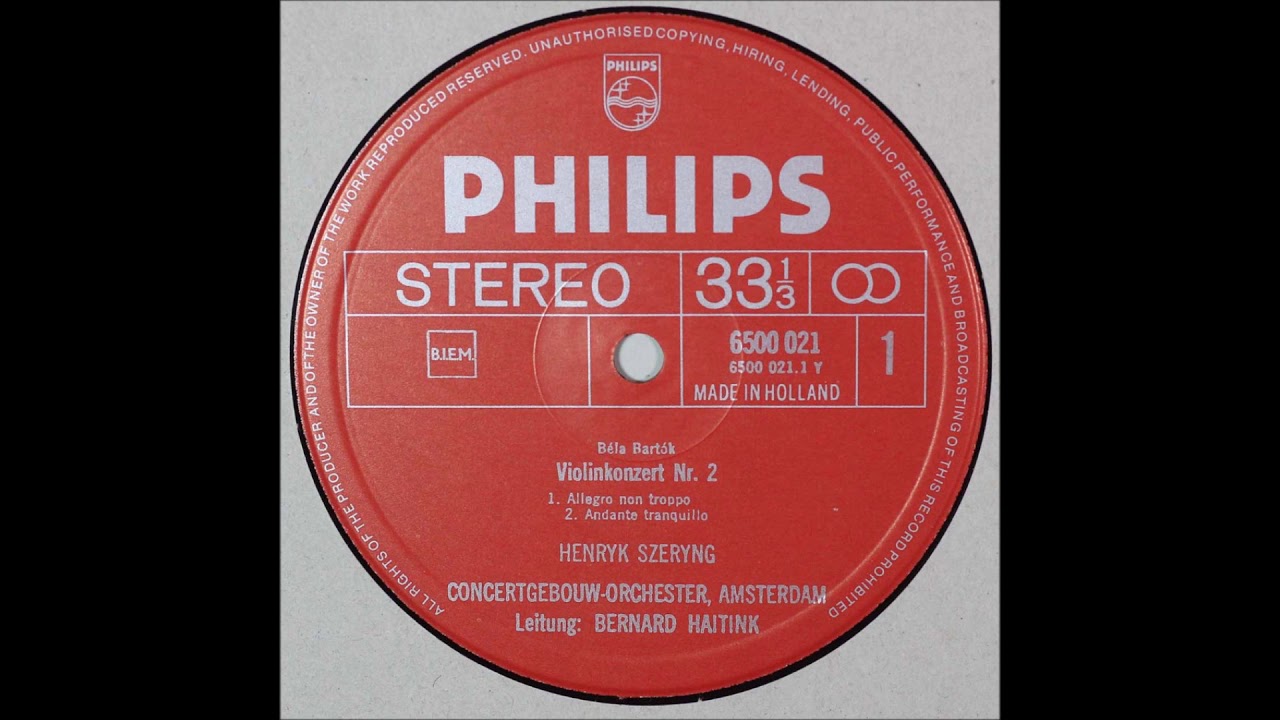 ALL RIGHTS OF THE PRODUCER AND OF THE OWNER OF THE WORK REPRODUCED RESERVED. UNAUTHORISED COPYING, HIRING, LENDING, PUBLIC PERFORMANCE AND BROADCASTING OF THIS RECORD PROHIBITED
PHILIPS
PHILIPS
STEREO 33⅓
B.I.E.M. 6500 021 1
6500 021.1 Y
MADE IN HOLLAND
Béla Bartók
Violinkonzert Nr. 2
1. Allegro non troppo
2. Andante tranquillo
HENRYK SZERYNG
CONCERTGEBOUW-ORCHESTER, AMSTERDAM
Leitung: BERNARD HAITINK